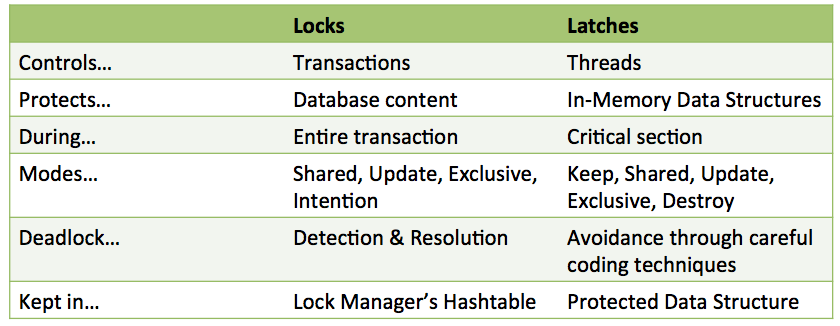 Locks Latches
Controls… Transactions Threads
Protects… Database content In-Memory Data Structures
During… Entire transaction Critical section
Modes… Shared, Update, Exclusive, Keep, Shared, Update,
Intention Exclusive, Destroy
Deadlock… Detection & Resolution Avoidance through careful
coding techniques
Kept in… Lock Manager’s Hashtable Protected Data Structure